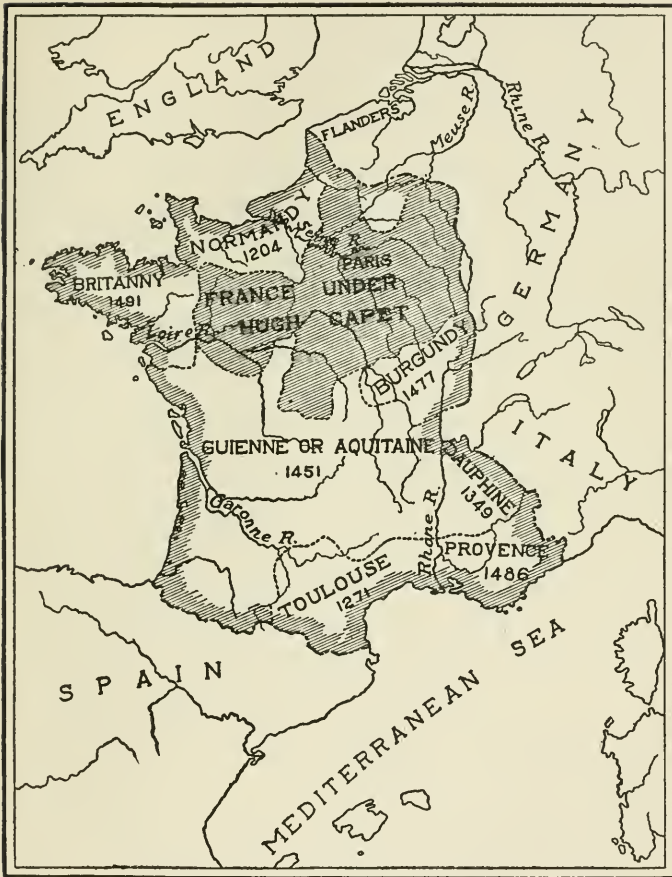 ENGLAND
FLANDERS
Meuse R.
Rhine R.
GERMANY
NORMANDY
1204
Seine R.
PARIS
BRITANNY
1491
FRANCE UNDER
HUGH CAPET
Loire R.
BURGUNDY
1477
GUIENNE OR AQUITAINE
1451
ITALY
DAUPHINE
1349
Garonne R.
Rhone R.
PROVENCE
1486
TOULOUSE
1271
SPAIN
MEDITERRANEAN SEA